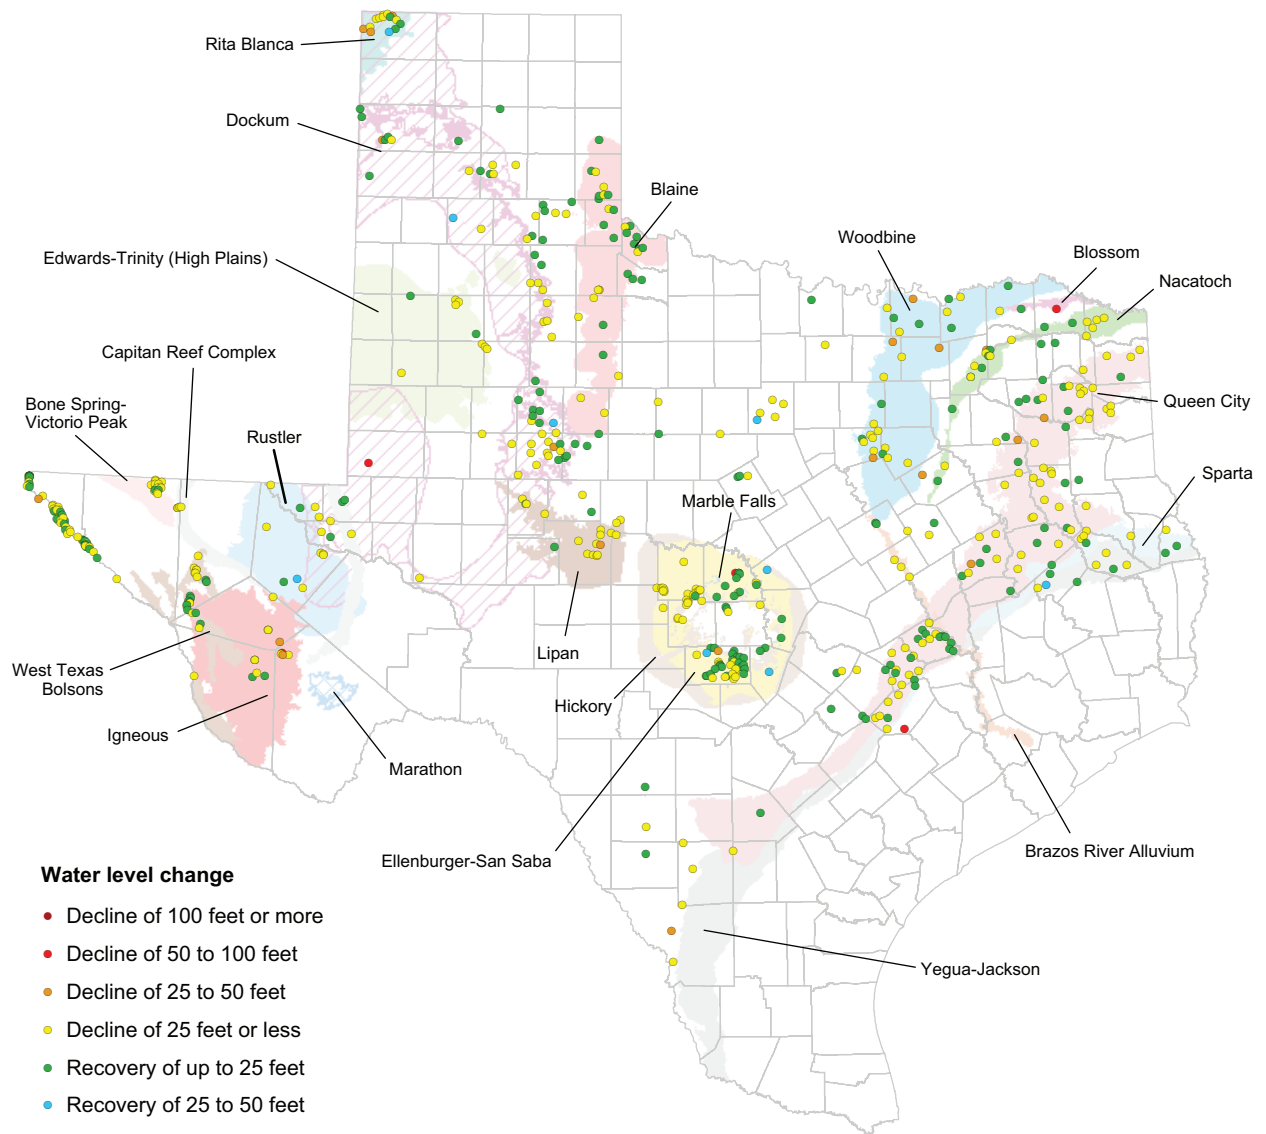 Rita Blanca
Dockum
Blaine
Woodbine
Blossom
Edwards-Trinity (High Plains)
Nacatoch
Capitan Reef Complex
Bone Spring-
Victorio Peak
Queen City
Rustler
Sparta
Marble Falls
Lipan
West Texas
Bolsons
Hickory
Igneous
Marathon
Ellenburger-San Saba
Brazos River Alluvium
Yegua-Jackson
Water level change
Decline of 100 feet or more
Decline of 50 to 100 feet
Decline of 25 to 50 feet
Decline of 25 feet or less
Recovery of up to 25 feet
Recovery of 25 to 50 feet